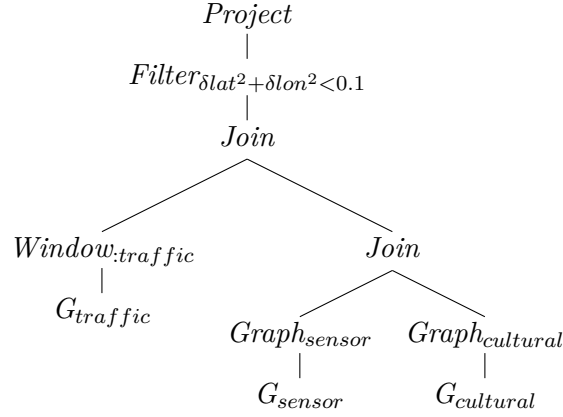 Project
Filter_{δlat²+δlon²<0.1}
Join
Window_{:traffic} Join
G_{traffic}
Graph_{sensor} Graph_{cultural}
G_{sensor} G_{cultural}